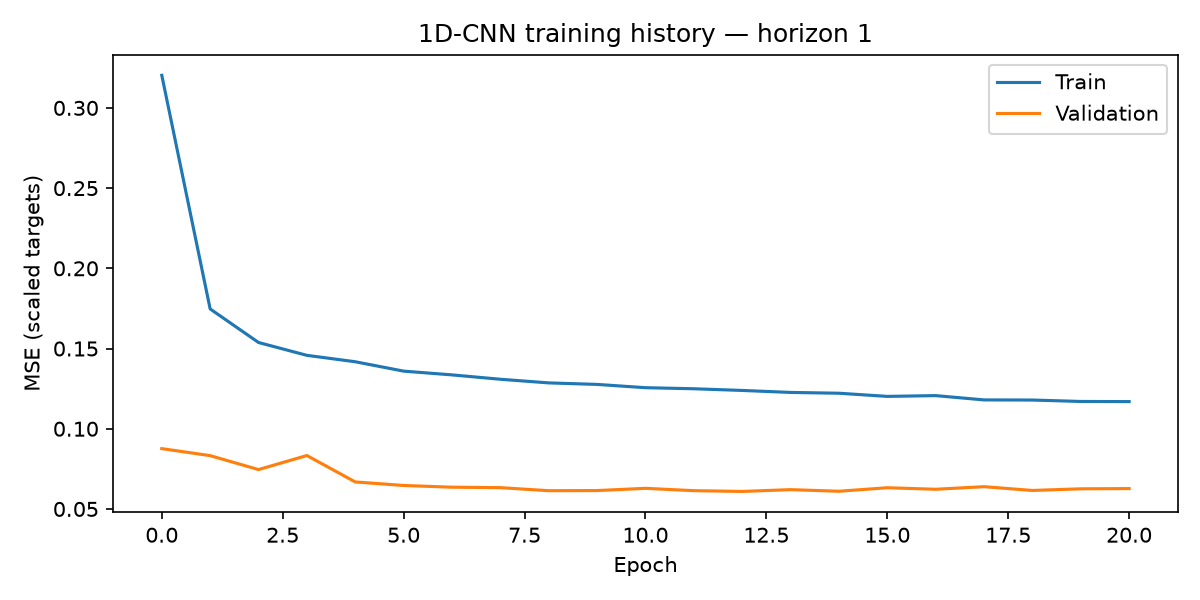 1D-CNN training history — horizon 1
Train
Validation
MSE (scaled targets)
0.30
0.25
0.20
0.15
0.10
0.05
0.0 2.5 5.0 7.5 10.0 12.5 15.0 17.5 20.0
Epoch